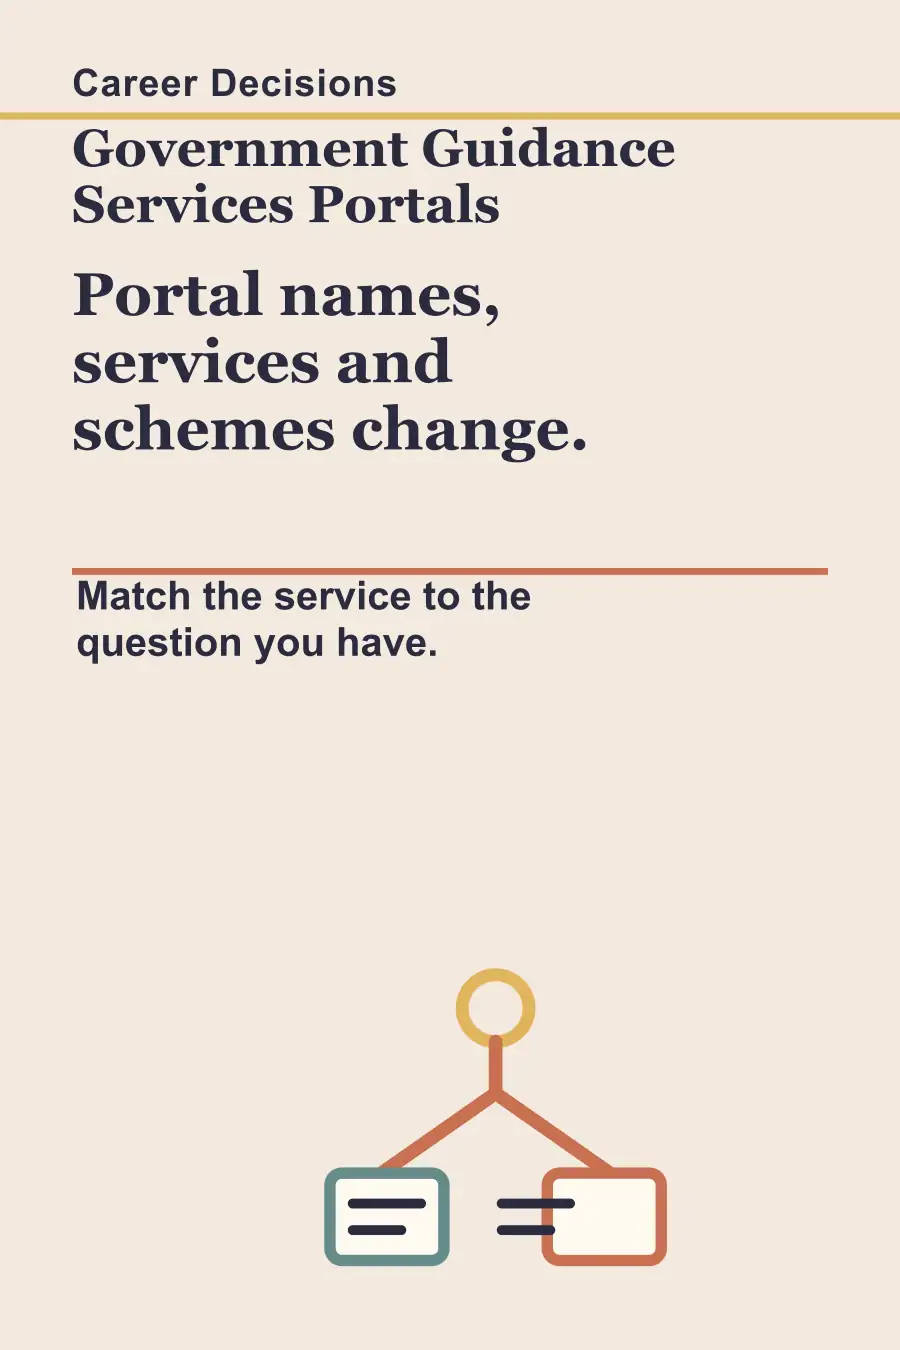 Career Decisions
Government Guidance
Services Portals
Portal names,
services and
schemes change.
Match the service to the
question you have.